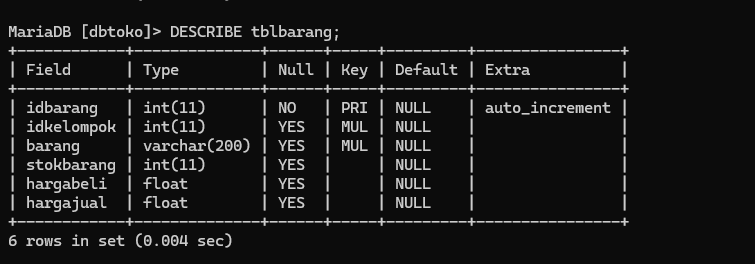 MariaDB [dbtoko]> DESCRIBE tblbarang;
+------------+--------------+------+-----+---------+----------------+
| Field      | Type         | Null | Key | Default | Extra          |
+------------+--------------+------+-----+---------+----------------+
| idbarang   | int(11)      | NO   | PRI | NULL    | auto_increment |
| idkelompok | int(11)      | YES  | MUL | NULL    |                |
| barang     | varchar(200) | YES  | MUL | NULL    |                |
| stokbarang | int(11)      | YES  |     | NULL    |                |
| hargabeli  | float        | YES  |     | NULL    |                |
| hargajual  | float        | YES  |     | NULL    |                |
+------------+--------------+------+-----+---------+----------------+
6 rows in set (0.004 sec)